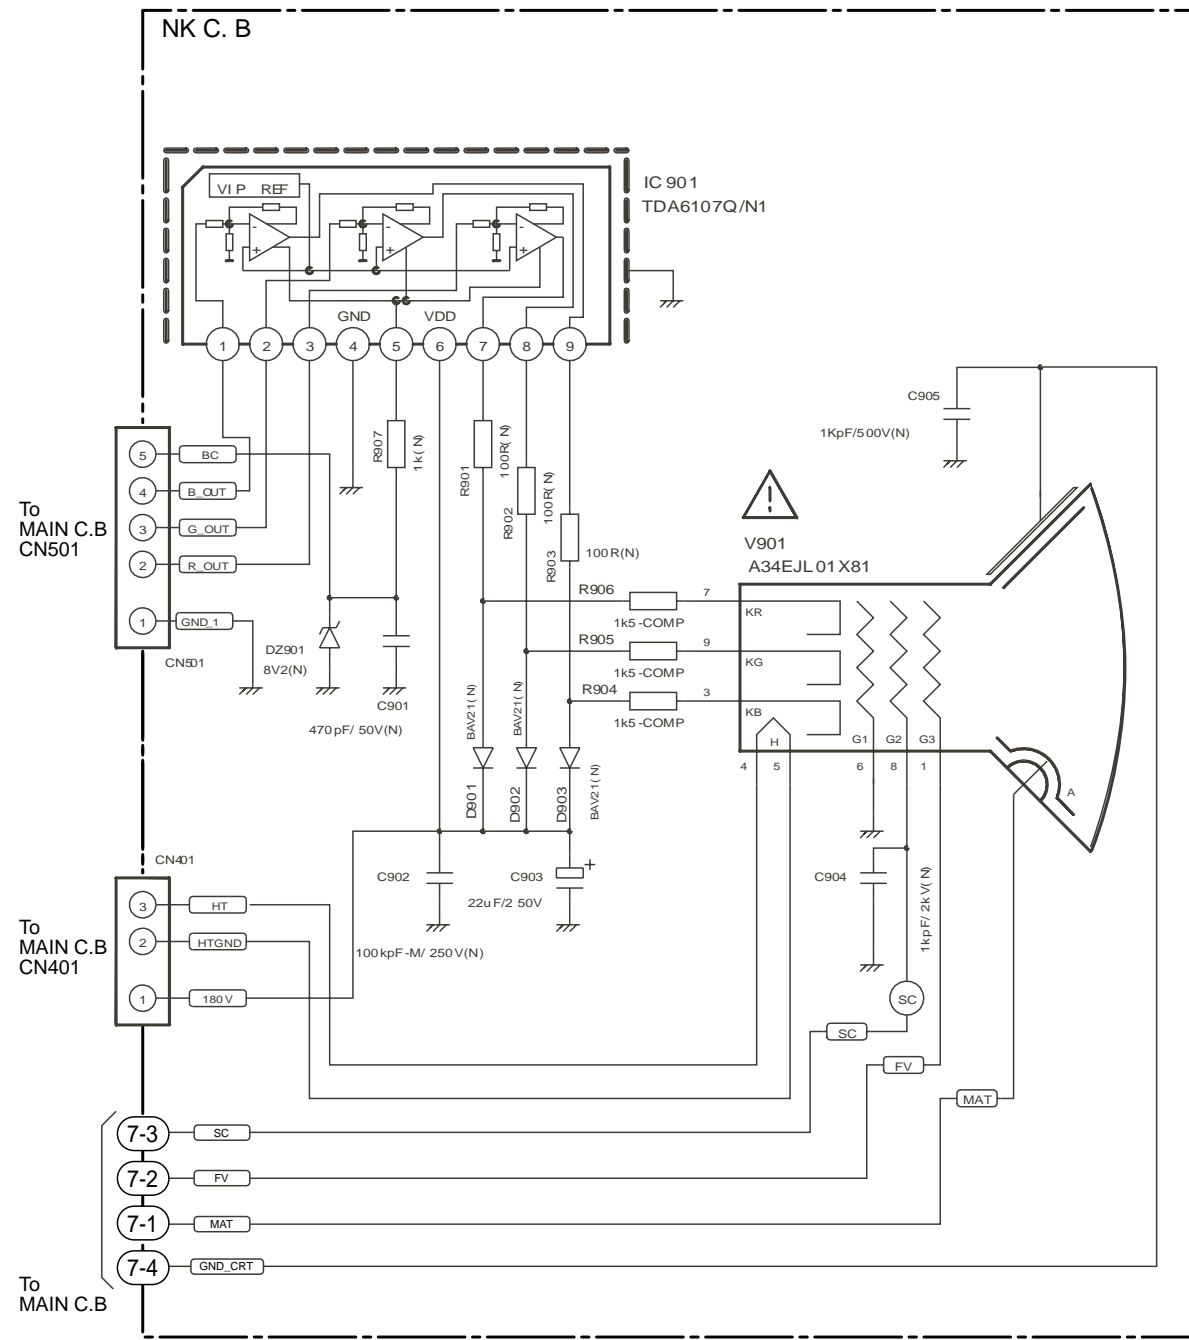 NK C. B
VIP REF
IC 901
TDA6107Q/N1
-
+
-
+
-
+
GND
VDD
1
2
3
4
5
6
7
8
9
R907
1k(N)
R901
100R(N)
R902
100R(N)
R903
100R(N)
C905
1KpF/500V(N)
To
MAIN C.B
CN501
5
BC
4
B_OUT
3
G_OUT
2
R_OUT
1
GND_1
CN501
DZ901
8V2(N)
C901
470pF/50V(N)
V901
A34EJL01X81
R906
1k5-COMP
7
KR
R905
1k5-COMP
9
KG
R904
1k5-COMP
3
KB
H
G1
G2
G3
4
5
6
8
1
A
BAV21(N)
D901
BAV21(N)
D902
BAV21(N)
D903
CN401
To
MAIN C.B
CN401
3
HT
2
HTGND
1
180V
C902
100kpF-M/250V(N)
C903
+
22uF/250V
C904
1kpF/2kV(N)
SC
SC
FV
MAT
7-3
SC
7-2
FV
7-1
MAT
7-4
GND_CRT
To
MAIN C.B